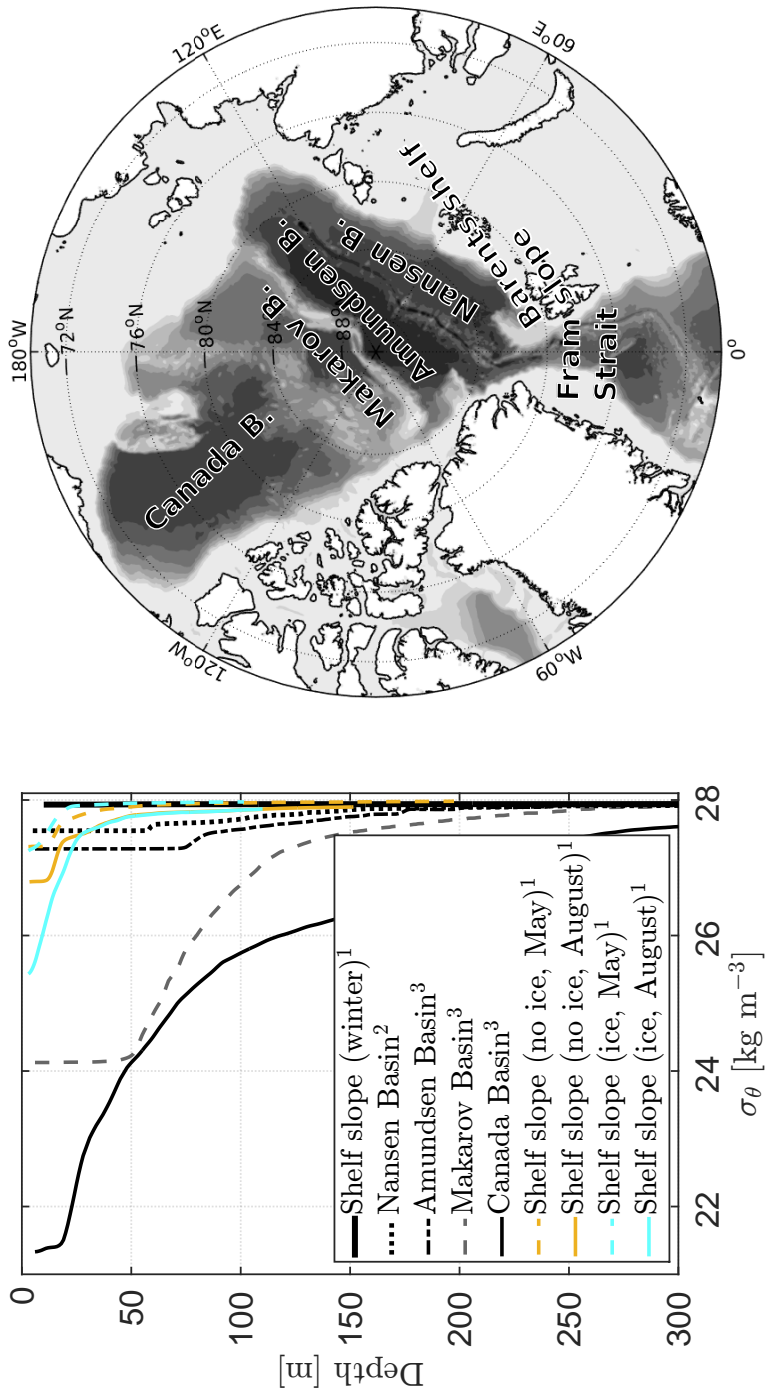 0
50
100
150
200
250
300
Depth [m]
22
24
26
28
σθ [kg m−3]
Shelf slope (winter)1
Nansen Basin2
Amundsen Basin3
Makarov Basin3
Canada Basin3
Shelf slope (no ice, May)1
Shelf slope (no ice, August)1
Shelf slope (ice, May)1
Shelf slope (ice, August)1
180°W
120°W
60°W
0°
60°E
120°E
72°N
76°N
80°N
84°
88°
Canada B.
Makarov B.
Amundsen B.
Nansen B.
Barents shelf
slope
Fram
Strait